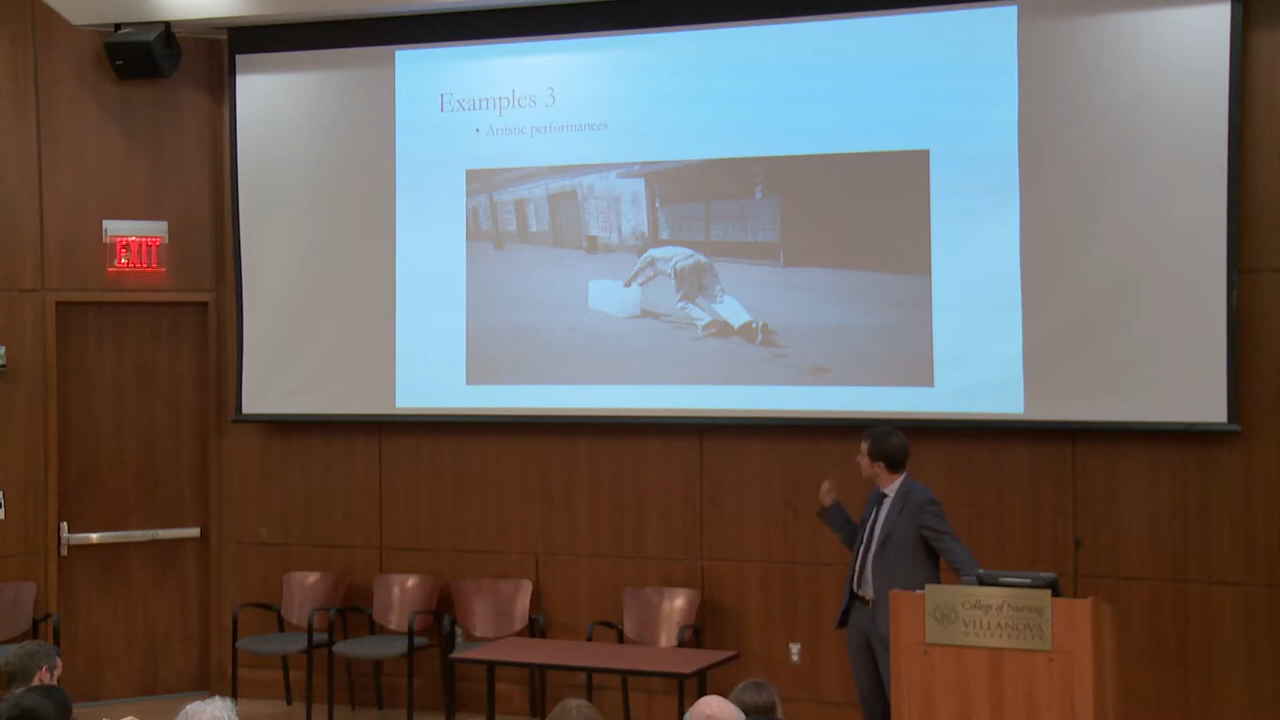 Examples 3
• Artistic performances
EXIT
College of Nursing
VILLANOVA
UNIVERSITY